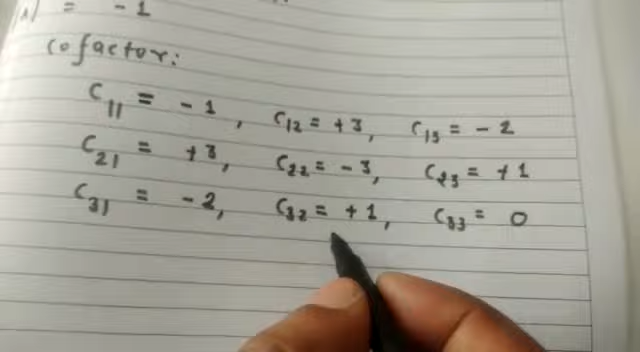 |A| = -1
Cofactor:
C11 = -1, C12 = +3, C13 = -2
C21 = +3, C22 = -3, C23 = +1
C31 = -2, C32 = +1, C33 = 0